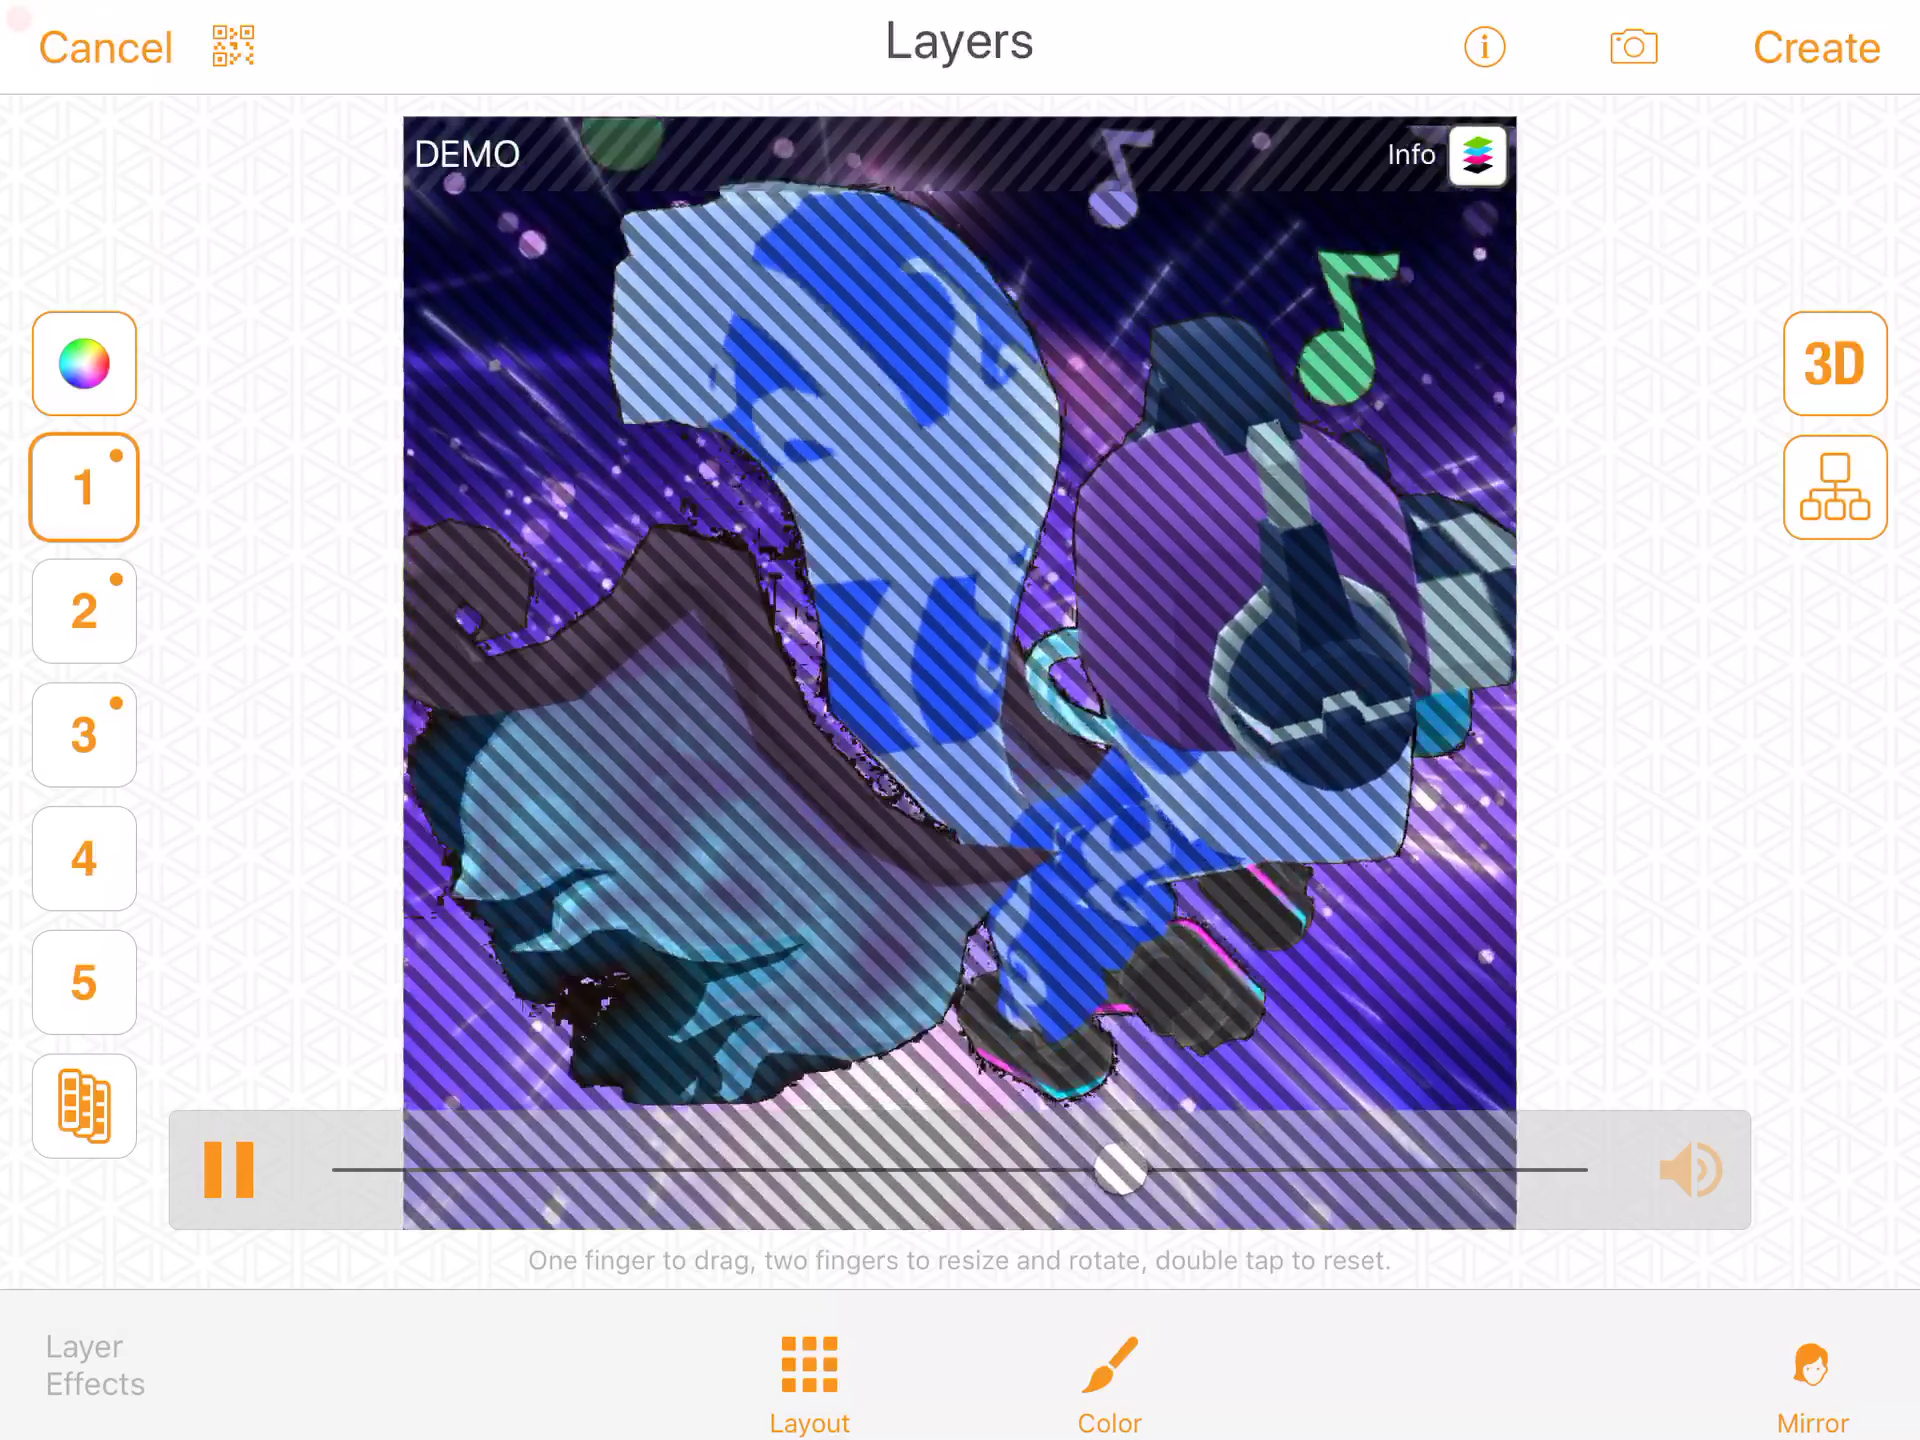 Cancel
Layers
Create
DEMO
Info
1
2
3
4
5
3D
One finger to drag, two fingers to resize and rotate, double tap to reset.
Layer
Effects
Layout
Color
Mirror